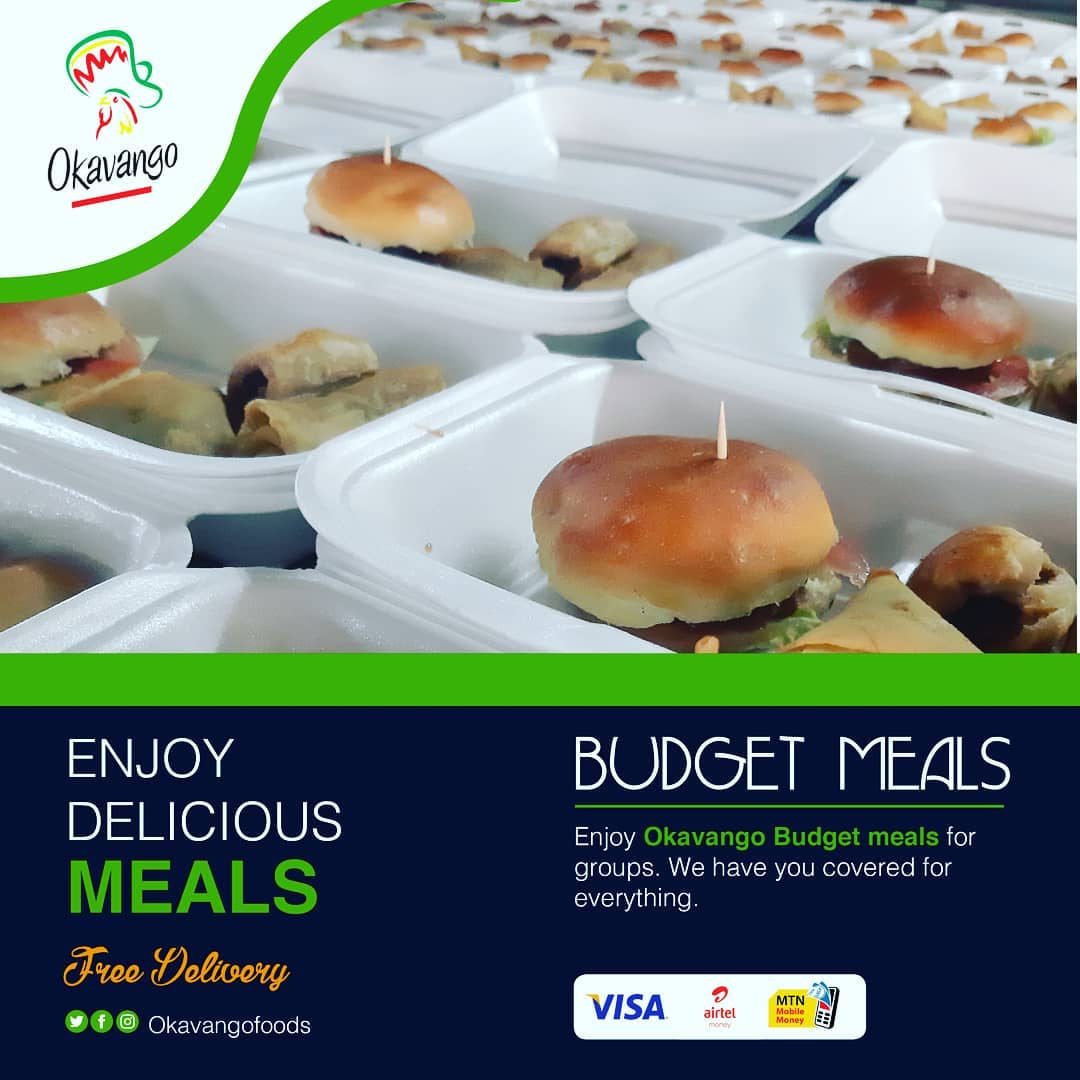 Okavango
ENJOY
DELICIOUS
MEALS
Free Delivery
Okavangofoods
BUDGET MEALS
Enjoy Okavango Budget meals for
groups. We have you covered for
everything.
VISA
airtel
money
MTN
Mobile
Money